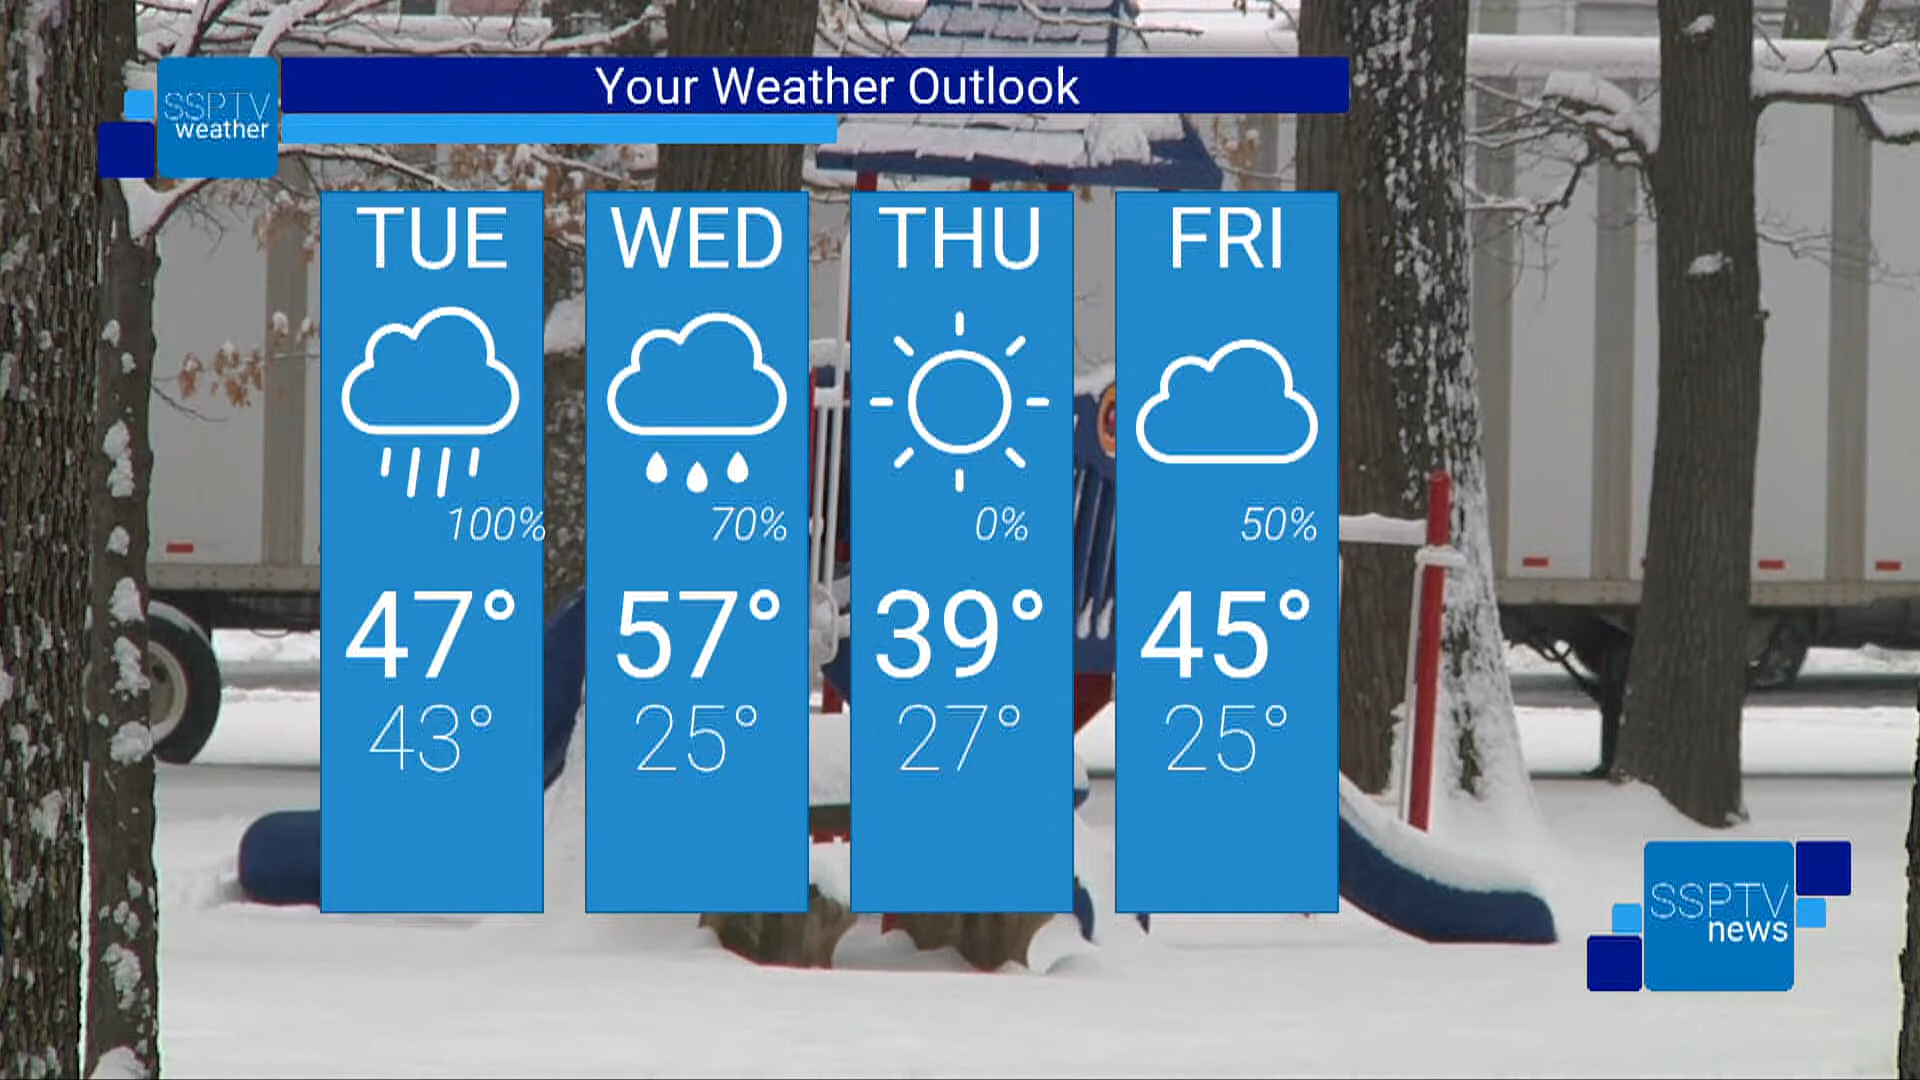 Your Weather Outlook
SSPTV
weather
TUE
WED
THU
FRI
100%
70%
0%
50%
47°
57°
39°
45°
43°
25°
27°
25°
SSPTV
news